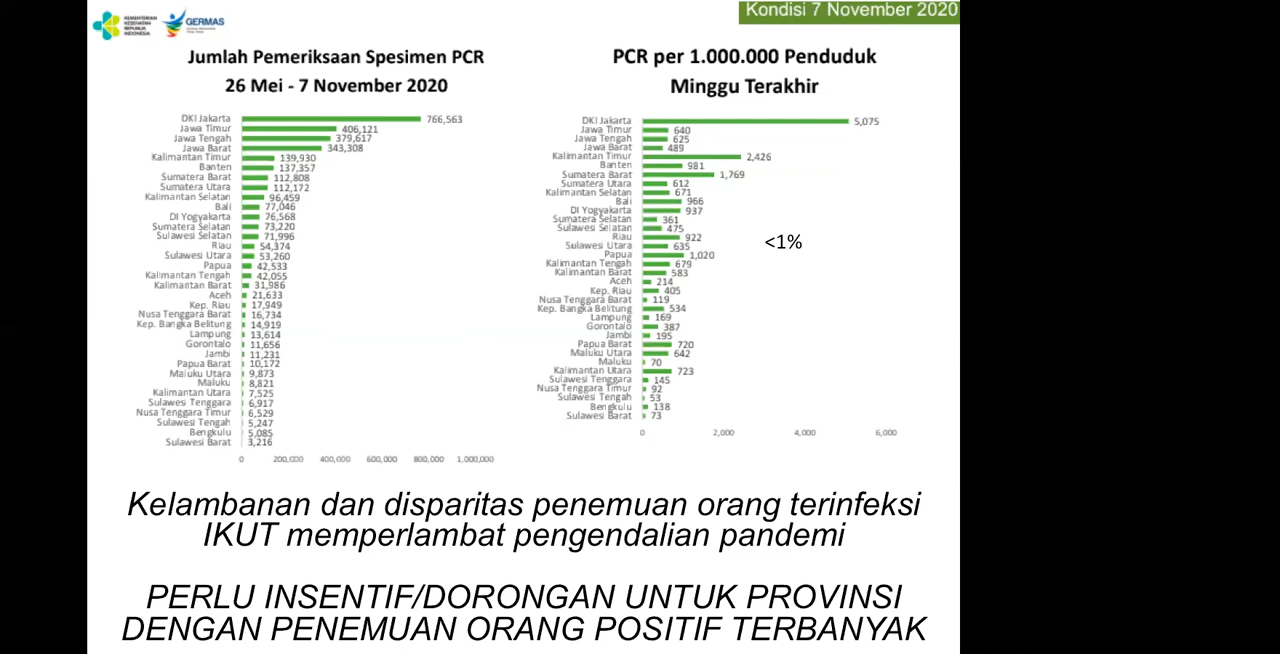 KEMENTERIAN
KESEHATAN
REPUBLIK
INDONESIA
GERMAS
Kondisi 7 November 2020
Jumlah Pemeriksaan Spesimen PCR
26 Mei - 7 November 2020
DKI Jakarta 766,563
Jawa Timur 406,121
Jawa Tengah 379,617
Jawa Barat 343,308
Kalimantan Timur 139,930
Banten 137,357
Sumatera Barat 112,808
Sumatera Utara 112,172
Kalimantan Selatan 96,459
Bali 77,046
DI Yogyakarta 76,568
Sumatera Selatan 73,220
Sulawesi Selatan 71,996
Riau 54,374
Sulawesi Utara 53,260
Papua 42,533
Kalimantan Tengah 42,055
Kalimantan Barat 31,986
Aceh 21,633
Kep. Riau 17,949
Nusa Tenggara Barat 16,734
Kep. Bangka Belitung 14,919
Lampung 13,614
Gorontalo 11,656
Jambi 11,231
Papua Barat 10,172
Maluku Utara 9,873
Maluku 8,821
Kalimantan Utara 7,525
Sulawesi Tenggara 6,917
Nusa Tenggara Timur 6,529
Sulawesi Tengah 5,247
Bengkulu 5,085
Sulawesi Barat 3,216
0 200,000 400,000 600,000 800,000 1,000,000
PCR per 1.000.000 Penduduk
Minggu Terakhir
DKI Jakarta 5,075
Jawa Timur 640
Jawa Tengah 625
Jawa Barat 489
Kalimantan Timur 2,426
Banten 981
Sumatera Barat 1,769
Sumatera Utara 612
Kalimantan Selatan 671
Bali 966
DI Yogyakarta 937
Sumatera Selatan 361
Sulawesi Selatan 475
Riau 922
Sulawesi Utara 635
Papua 1,020
Kalimantan Tengah 679
Kalimantan Barat 583
Aceh 214
Kep. Riau 405
Nusa Tenggara Barat 119
Kep. Bangka Belitung 534
Lampung 169
Gorontalo 387
Jambi 195
Papua Barat 720
Maluku Utara 642
Maluku 70
Kalimantan Utara 723
Sulawesi Tenggara 145
Nusa Tenggara Timur 92
Sulawesi Tengah 53
Bengkulu 138
Sulawesi Barat 73
0 2,000 4,000 6,000
<1%
Kelambanan dan disparitas penemuan orang terinfeksi
IKUT memperlambat pengendalian pandemi
PERLU INSENTIF/DORONGAN UNTUK PROVINSI
DENGAN PENEMUAN ORANG POSITIF TERBANYAK